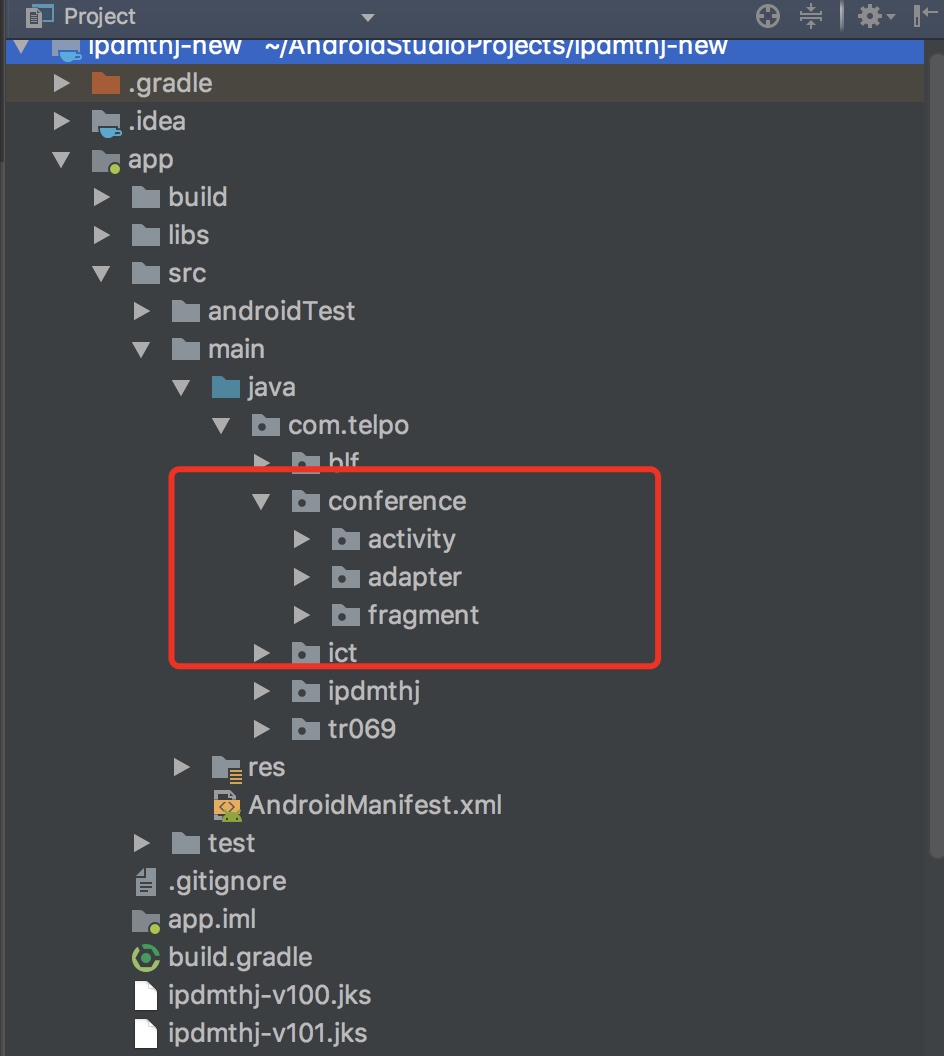 Project
ipdmthj-new ~/AndroidStudioProjects/ipdmthj-new
.gradle
.idea
app
build
libs
src
androidTest
main
java
com.telpo
blf
conference
activity
adapter
fragment
ict
ipdmthj
tr069
res
AndroidManifest.xml
test
.gitignore
app.iml
build.gradle
ipdmthj-v100.jks
ipdmthj-v101.jks